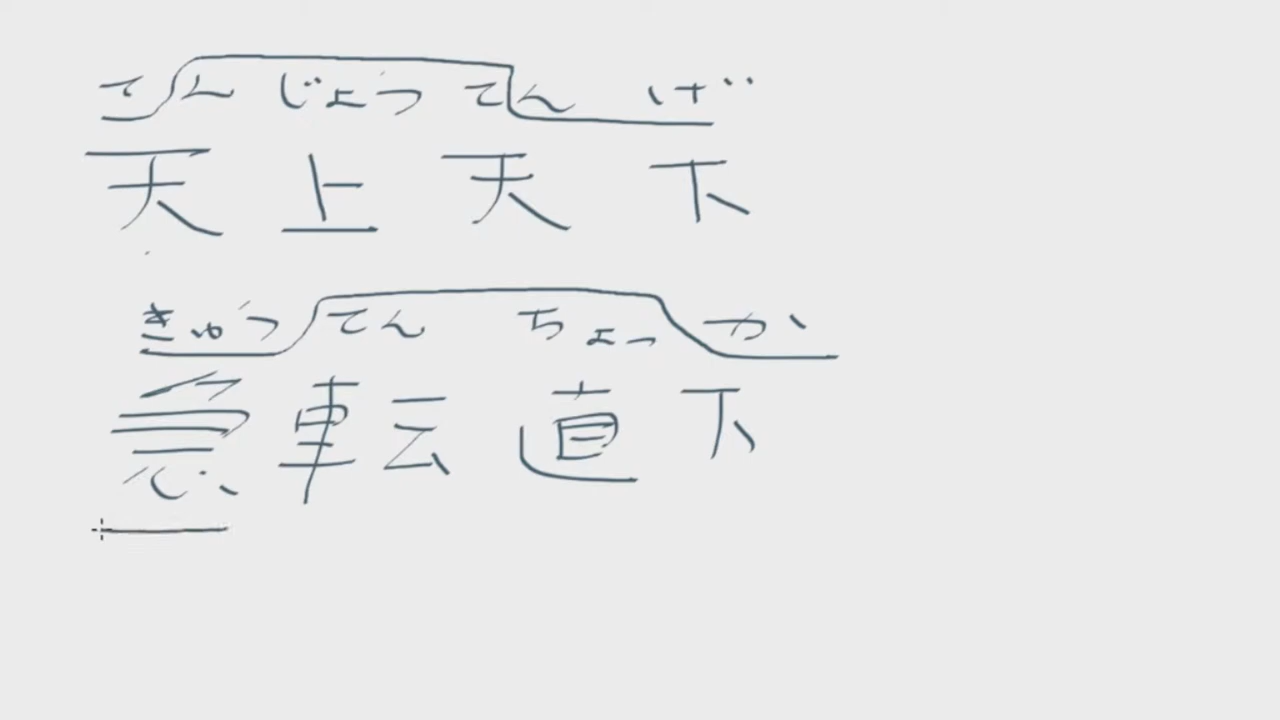 てんじょうてんげ
天上天下
きゅうてんちょっか
急転直下